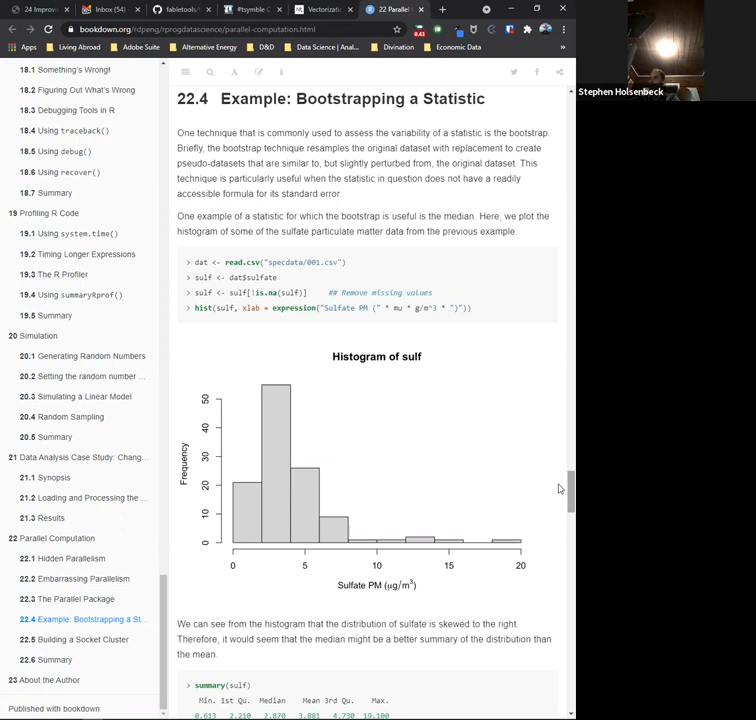 24 Improvi
Inbox (54)
fabletools/
#tsymble C
Vectorizatio
22 Parallel
bookdown.org/rdpeng/rprogdatascience/parallel-computation.html
0.43
Apps
Living Abroad
Adobe Suite
Alternative Energy
D&D
Data Science | Anal...
Divination
Economic Data
»
Stephen Holsenbeck
18.1 Something's Wrong!
18.2 Figuring Out What's Wrong
18.3 Debugging Tools in R
18.4 Using traceback()
18.5 Using debug()
18.6 Using recover()
18.7 Summary
19 Profiling R Code
19.1 Using system.time()
19.2 Timing Longer Expressions
19.3 The R Profiler
19.4 Using summaryRprof()
19.5 Summary
20 Simulation
20.1 Generating Random Numbers
20.2 Setting the random number ...
20.3 Simulating a Linear Model
20.4 Random Sampling
20.5 Summary
21 Data Analysis Case Study: Chang...
21.1 Synopsis
21.2 Loading and Processing the ...
21.3 Results
22 Parallel Computation
22.1 Hidden Parallelism
22.2 Embarrassing Parallelism
22.3 The Parallel Package
22.4 Example: Bootstrapping a St...
22.5 Building a Socket Cluster
22.6 Summary
23 About the Author
Published with bookdown
22.4 Example: Bootstrapping a Statistic
One technique that is commonly used to assess the variability of a statistic is the bootstrap.
Briefly, the bootstrap technique resamples the original dataset with replacement to create
pseudo-datasets that are similar to, but slightly perturbed from, the original dataset. This
technique is particularly useful when the statistic in question does not have a readily
accessible formula for its standard error.
One example of a statistic for which the bootstrap is useful is the median. Here, we plot the
histogram of some of the sulfate particulate matter data from the previous example.
> dat <- read.csv("specdata/001.csv")
> sulf <- dat$sulfate
> sulf <- sulf[!is.na(sulf)] ## Remove missing values
> hist(sulf, xlab = expression("Sulfate PM (" * mu * g/m^3 * ")"))
Histogram of sulf
Frequency
50
40
30
20
10
0
0 5 10 15 20
Sulfate PM (μg/m³)
We can see from the histogram that the distribution of sulfate is skewed to the right.
Therefore, it would seem that the median might be a better summary of the distribution than
the mean.
> summary(sulf)
Min. 1st Qu. Median Mean 3rd Qu. Max.
0.613 2.210 2.870 3.881 4.730 19.100